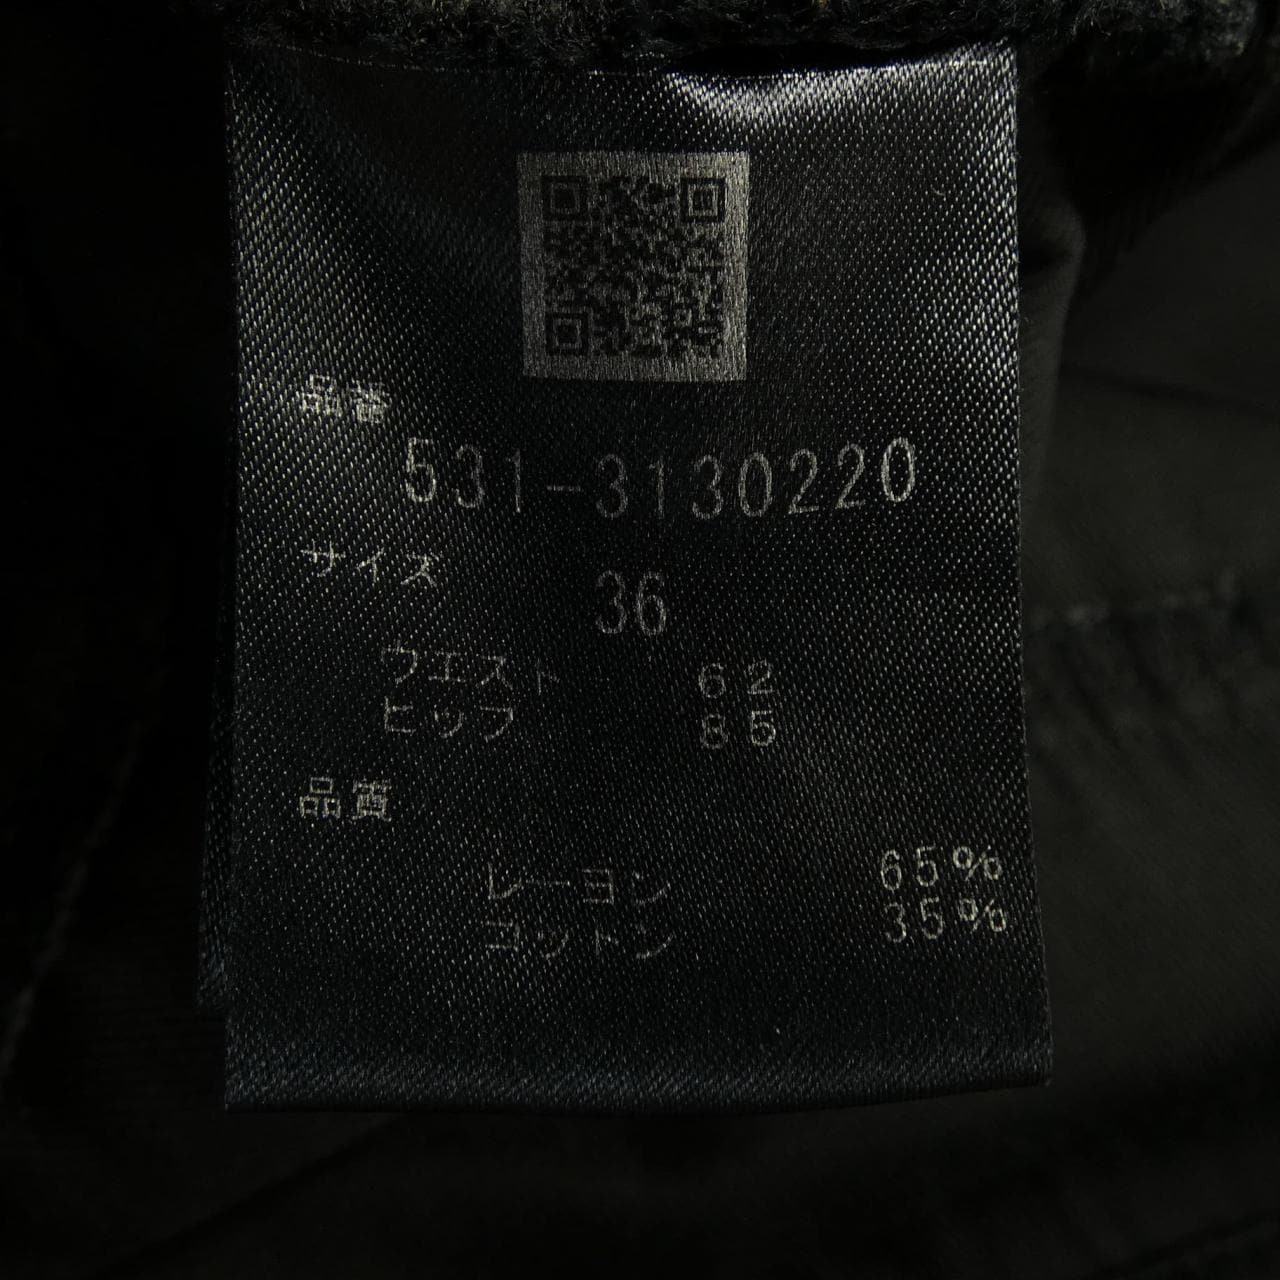 品番
531-3130220
サイズ
36
ウエスト 62
ヒップ 85
品質
レーヨン 65%
コットン 35%